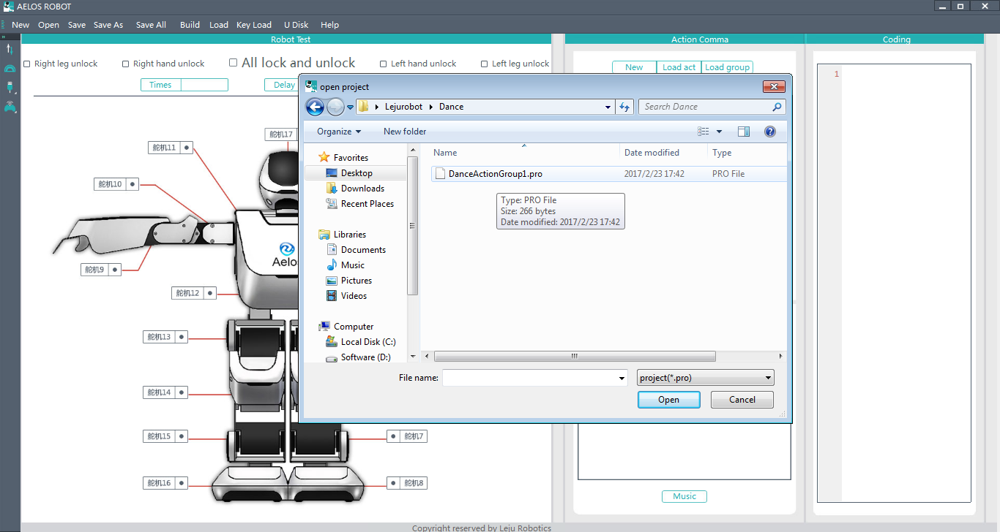 AELOS ROBOT
New Open Save Save As Save All Build Load Key Load U Disk Help
Robot Test
Action Comma
Coding
Right leg unlock
Right hand unlock
All lock and unlock
Left hand unlock
Left leg unlock
Times
Delay
New
Load act
Load group
1
舵机17
舵机11
舵机10
舵机9
舵机12
舵机13
舵机14
舵机15
舵机16
舵机7
舵机8
Aelos
open project
Lejurobot Dance
Search Dance
Organize
New folder
Name
Date modified
Type
Favorites
Desktop
Downloads
Recent Places
Libraries
Documents
Music
Pictures
Videos
Computer
Local Disk (C:)
Software (D:)
DanceActionGroup1.pro 2017/2/23 17:42 PRO File
Type: PRO File
Size: 266 bytes
Date modified: 2017/2/23 17:42
File name:
project(*.pro)
Open
Cancel
Music
Copyright reserved by Leju Robotics